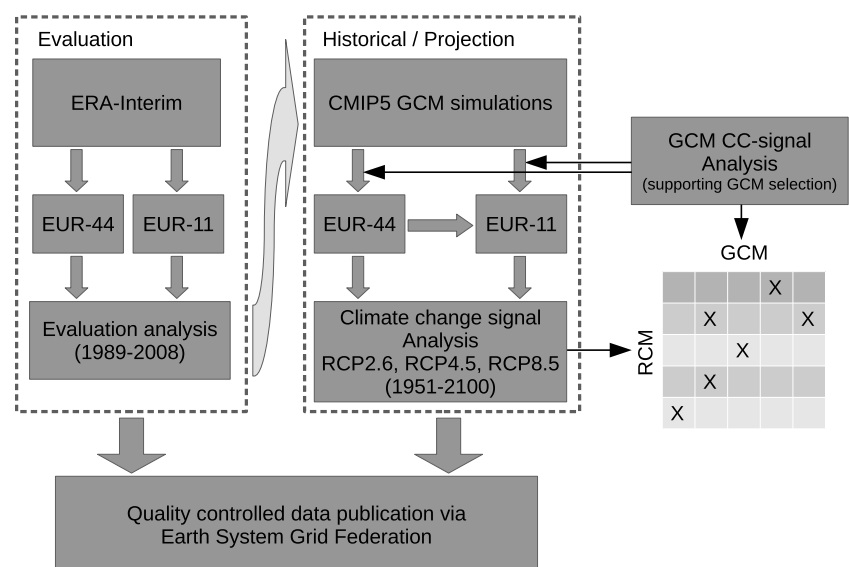 Evaluation
ERA-Interim
EUR-44
EUR-11
Evaluation analysis
(1989-2008)
Historical / Projection
CMIP5 GCM simulations
EUR-44
EUR-11
Climate change signal
Analysis
RCP2.6, RCP4.5, RCP8.5
(1951-2100)
GCM CC-signal
Analysis
(supporting GCM selection)
GCM
RCM
X
X X
X
X
X
Quality controlled data publication via
Earth System Grid Federation